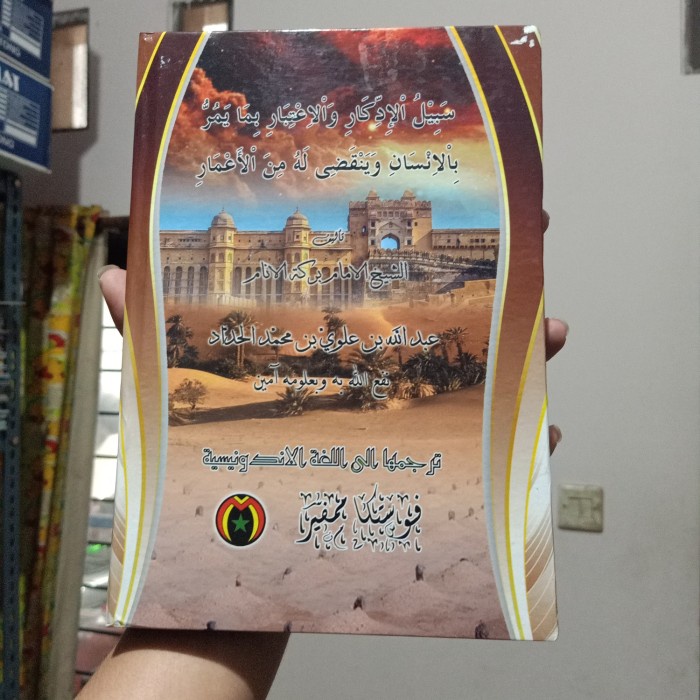 سَبِيْلُ الْإِدِّكَارِ وَالْاِعْتِبَارِ بِمَا يَمُرُّ
بِالْاِنْسَانِ وَيَنْقَضِى لَهُ مِنَ الْأَعْمَارِ
تأليف
الشيخ الامام بركة الانام
عبد الله بن علوي بن محمد الحداد
نفع الله به وبعلومه آمين
ترجمها الى اللغة الاندونيسية
فوستكا